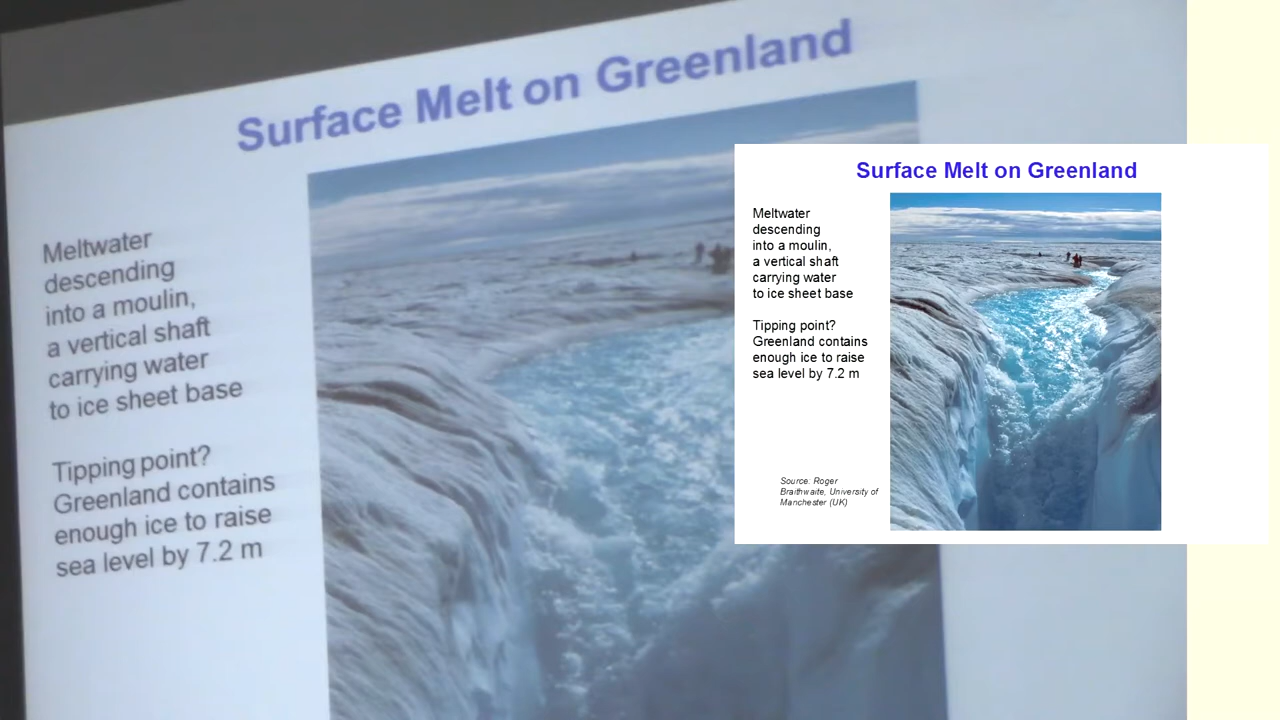 Surface Melt on Greenland
Meltwater
descending
into a moulin,
a vertical shaft
carrying water
to ice sheet base
Tipping point?
Greenland contains
enough ice to raise
sea level by 7.2 m
Surface Melt on Greenland
Meltwater
descending
into a moulin,
a vertical shaft
carrying water
to ice sheet base
Tipping point?
Greenland contains
enough ice to raise
sea level by 7.2 m
Source: Roger
Braithwaite, University of
Manchester (UK)